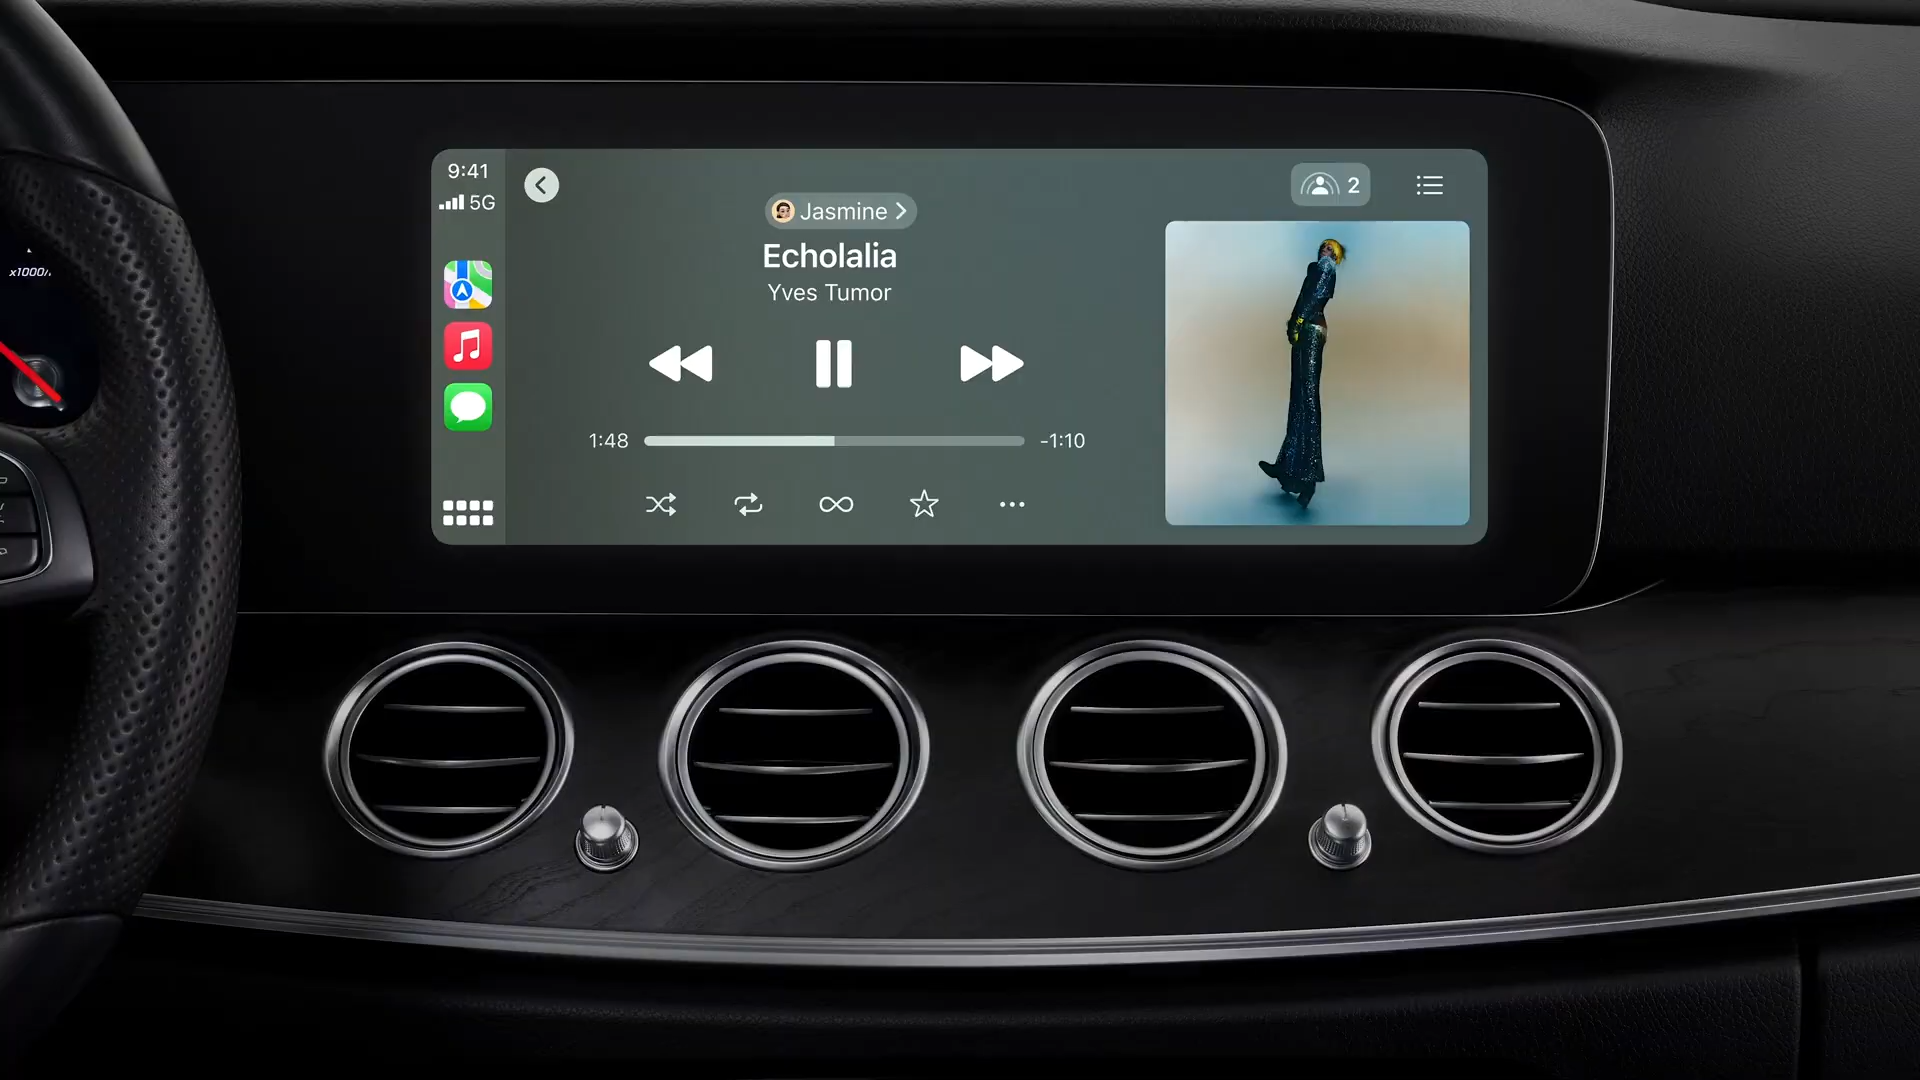 9:41
5G
x1000/
Jasmine
Echolalia
Yves Tumor
1:48
-1:10
2